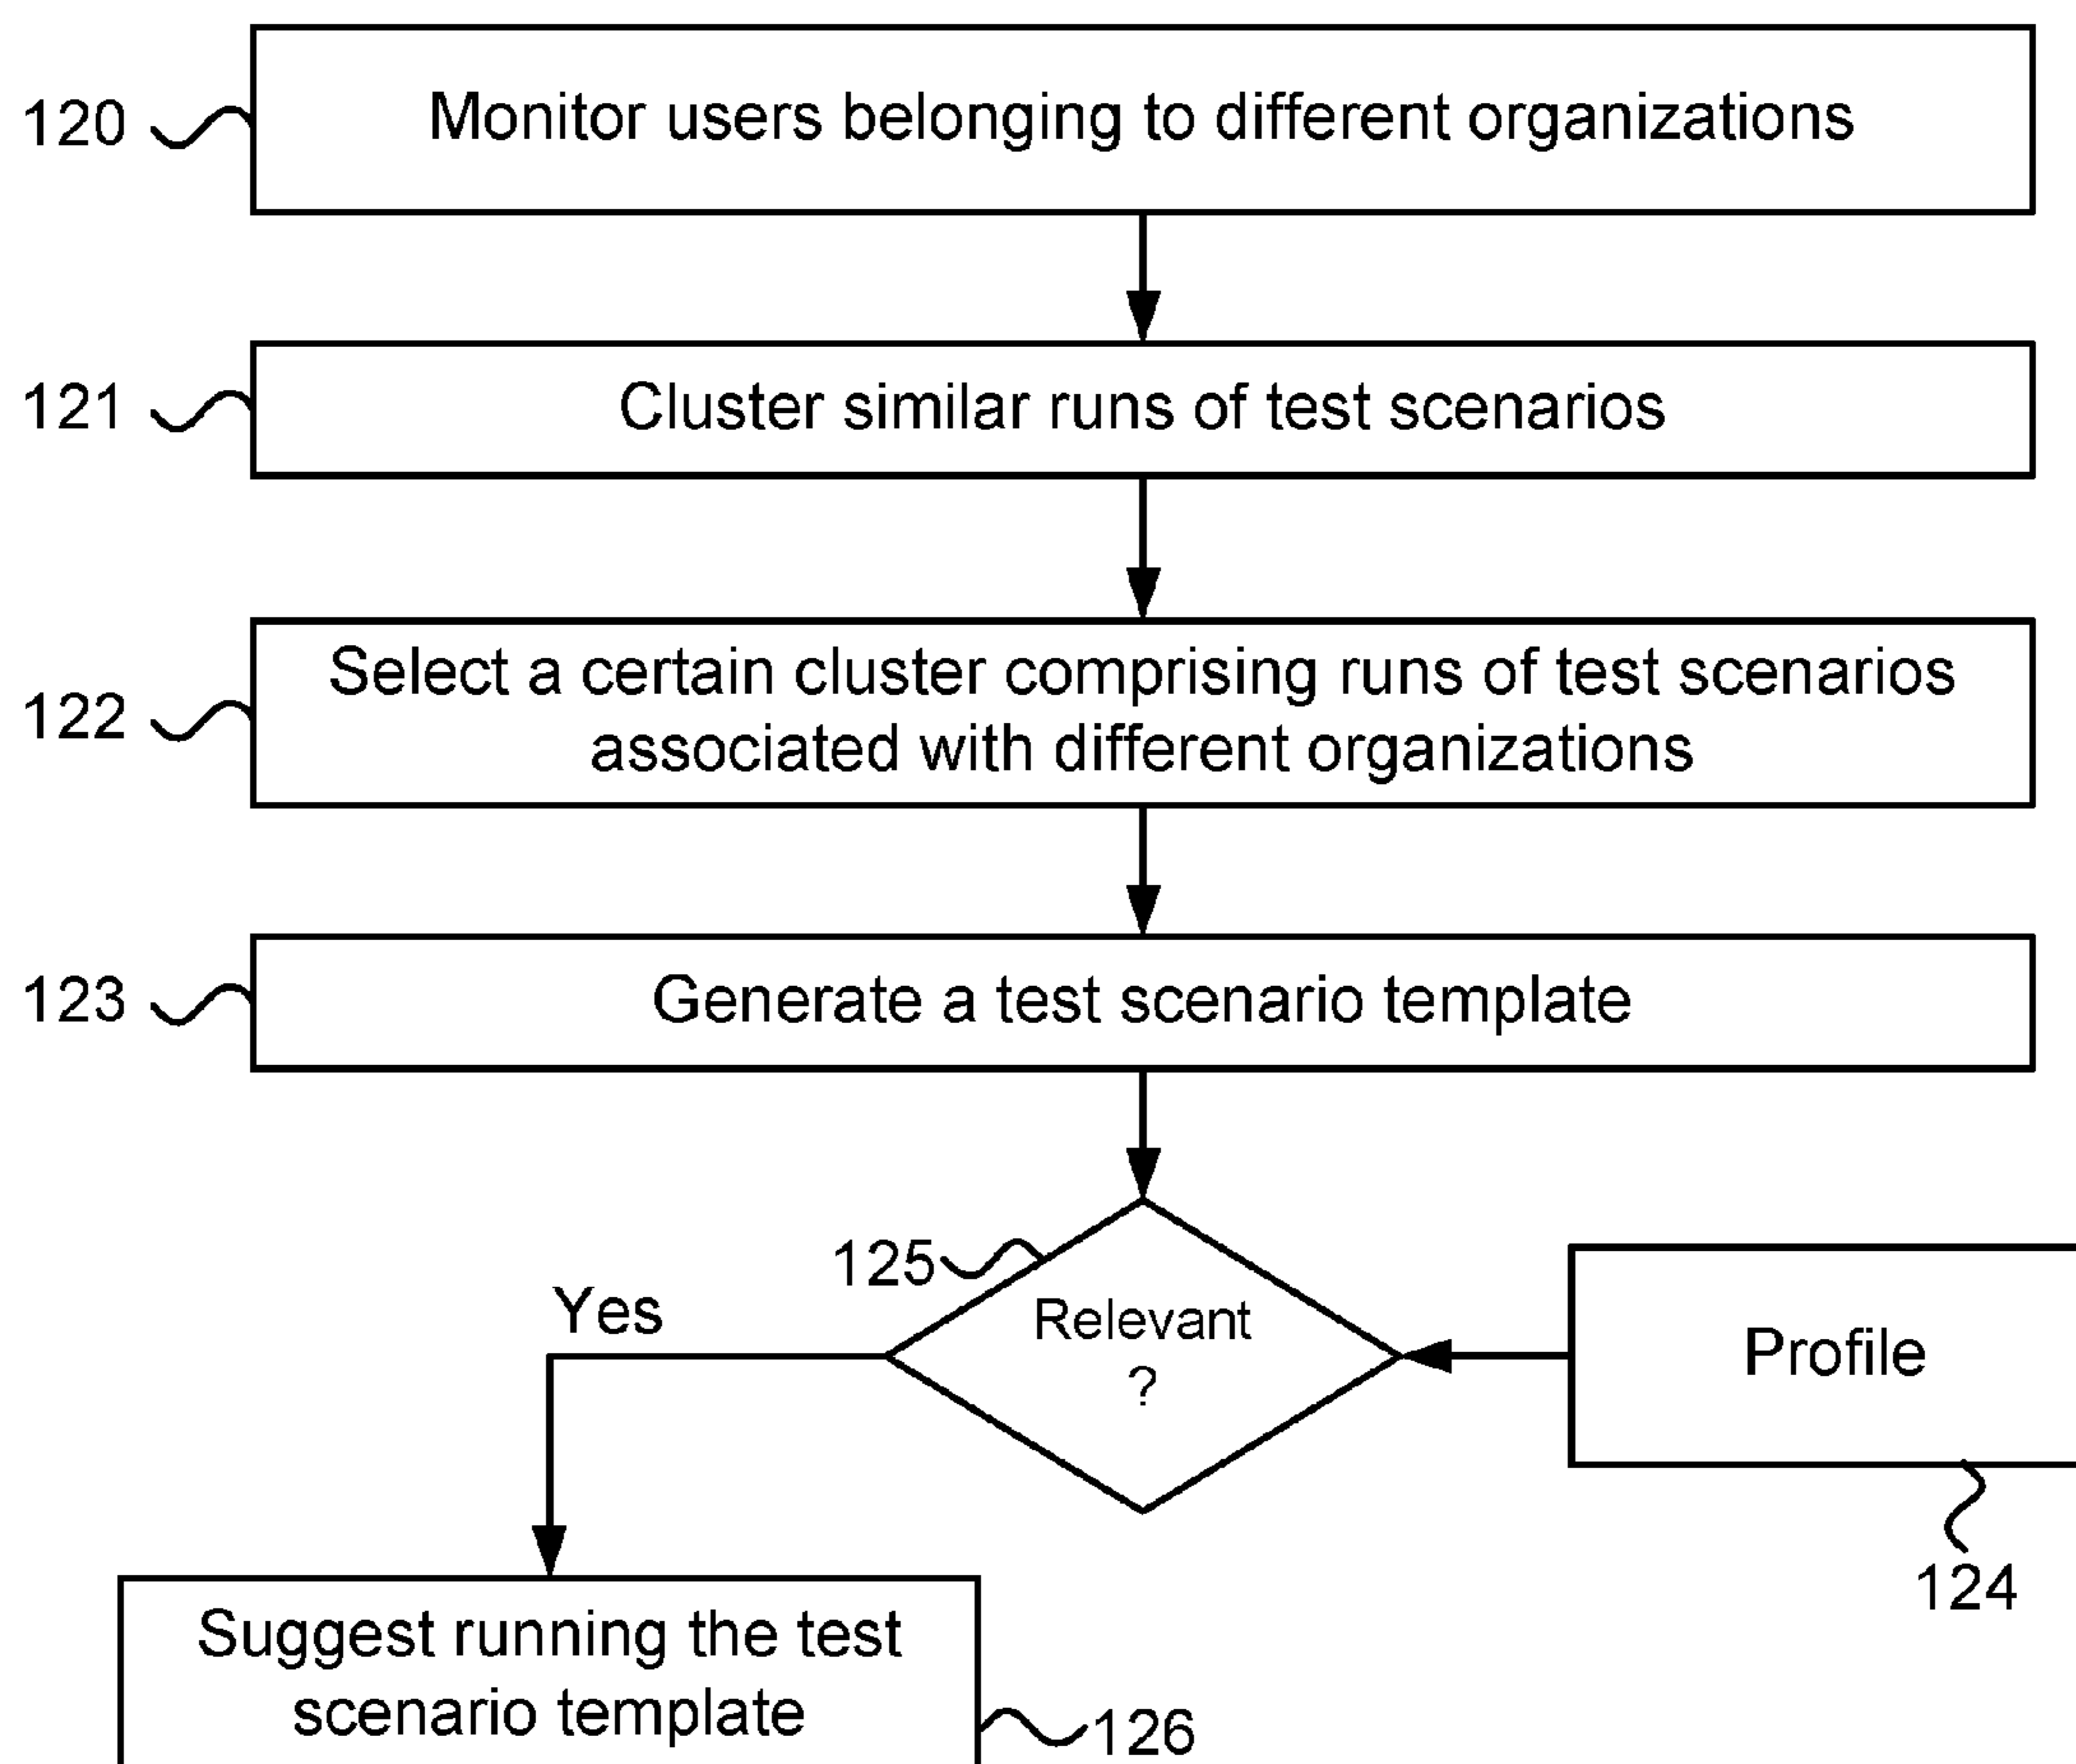 120
Monitor users belonging to different organizations
121
Cluster similar runs of test scenarios
122
Select a certain cluster comprising runs of test scenarios
associated with different organizations
123
Generate a test scenario template
125
Yes
Relevant
?
Profile
124
Suggest running the test
scenario template
126